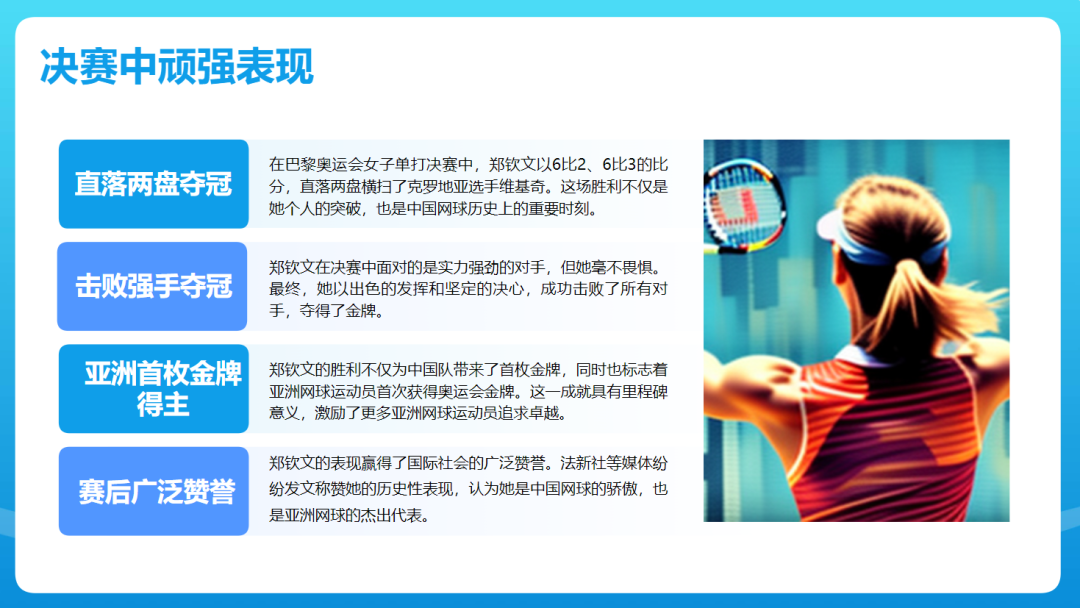 决赛中顽强表现
直落两盘夺冠
在巴黎奥运会女子单打决赛中，郑钦文以6比2、6比3的比
分，直落两盘横扫了克罗地亚选手维基奇。这场胜利不仅是
她个人的突破，也是中国网球历史上的重要时刻。
击败强手夺冠
郑钦文在决赛中面对的是实力强劲的对手，但她毫不畏惧。
最终，她以出色的发挥和坚定的决心，成功击败了所有对
手，夺得了金牌。
亚洲首枚金牌
得主
郑钦文的胜利不仅为中国队带来了首枚金牌，同时也标志着
亚洲网球运动员首次获得奥运会金牌。这一成就具有里程碑
意义，激励了更多亚洲网球运动员追求卓越。
赛后广泛赞誉
郑钦文的表现赢得了国际社会的广泛赞誉。法新社等媒体纷
纷发文称赞她的历史性表现，认为她是中国网球的骄傲，也
是亚洲网球的杰出代表。